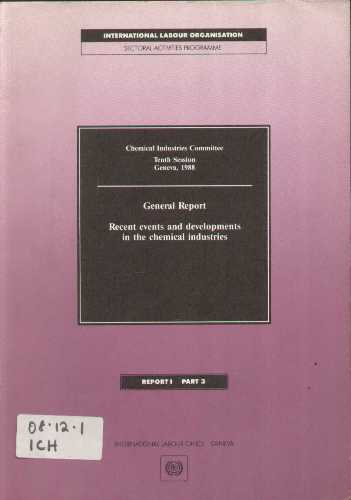 INTERNATIONAL LABOUR ORGANISATION
SECTORAL ACTIVITIES PROGRAMME
Chemical Industries Committee
Tenth Session
Geneva, 1988
General Report
Recent events and developments
in the chemical industries
REPORT I PART 3
08.12.1
ICH
INTERNATIONAL LABOUR OFFICE GENEVA